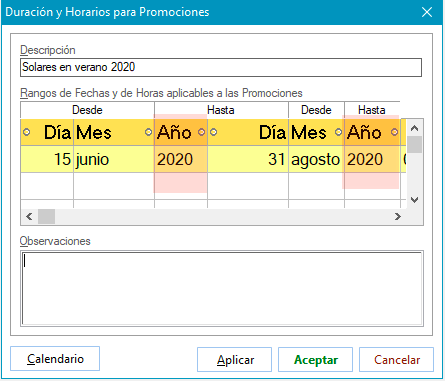 Duración y Horarios para Promociones
Descripción
Solares en verano 2020
Rangos de Fechas y de Horas aplicables a las Promociones
Desde Hasta Desde Hasta
Día Mes Año Día Mes Año
15 junio 2020 31 agosto 2020
Observaciones
Calendario Aplicar Aceptar Cancelar